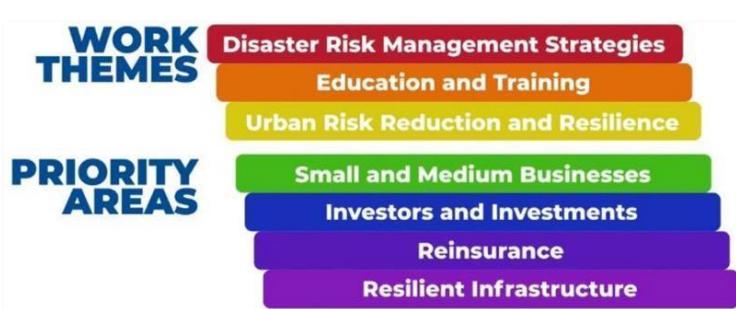 WORK THEMES
Disaster Risk Management Strategies
Education and Training
Urban Risk Reduction and Resilience
PRIORITY AREAS
Small and Medium Businesses
Investors and Investments
Reinsurance
Resilient Infrastructure